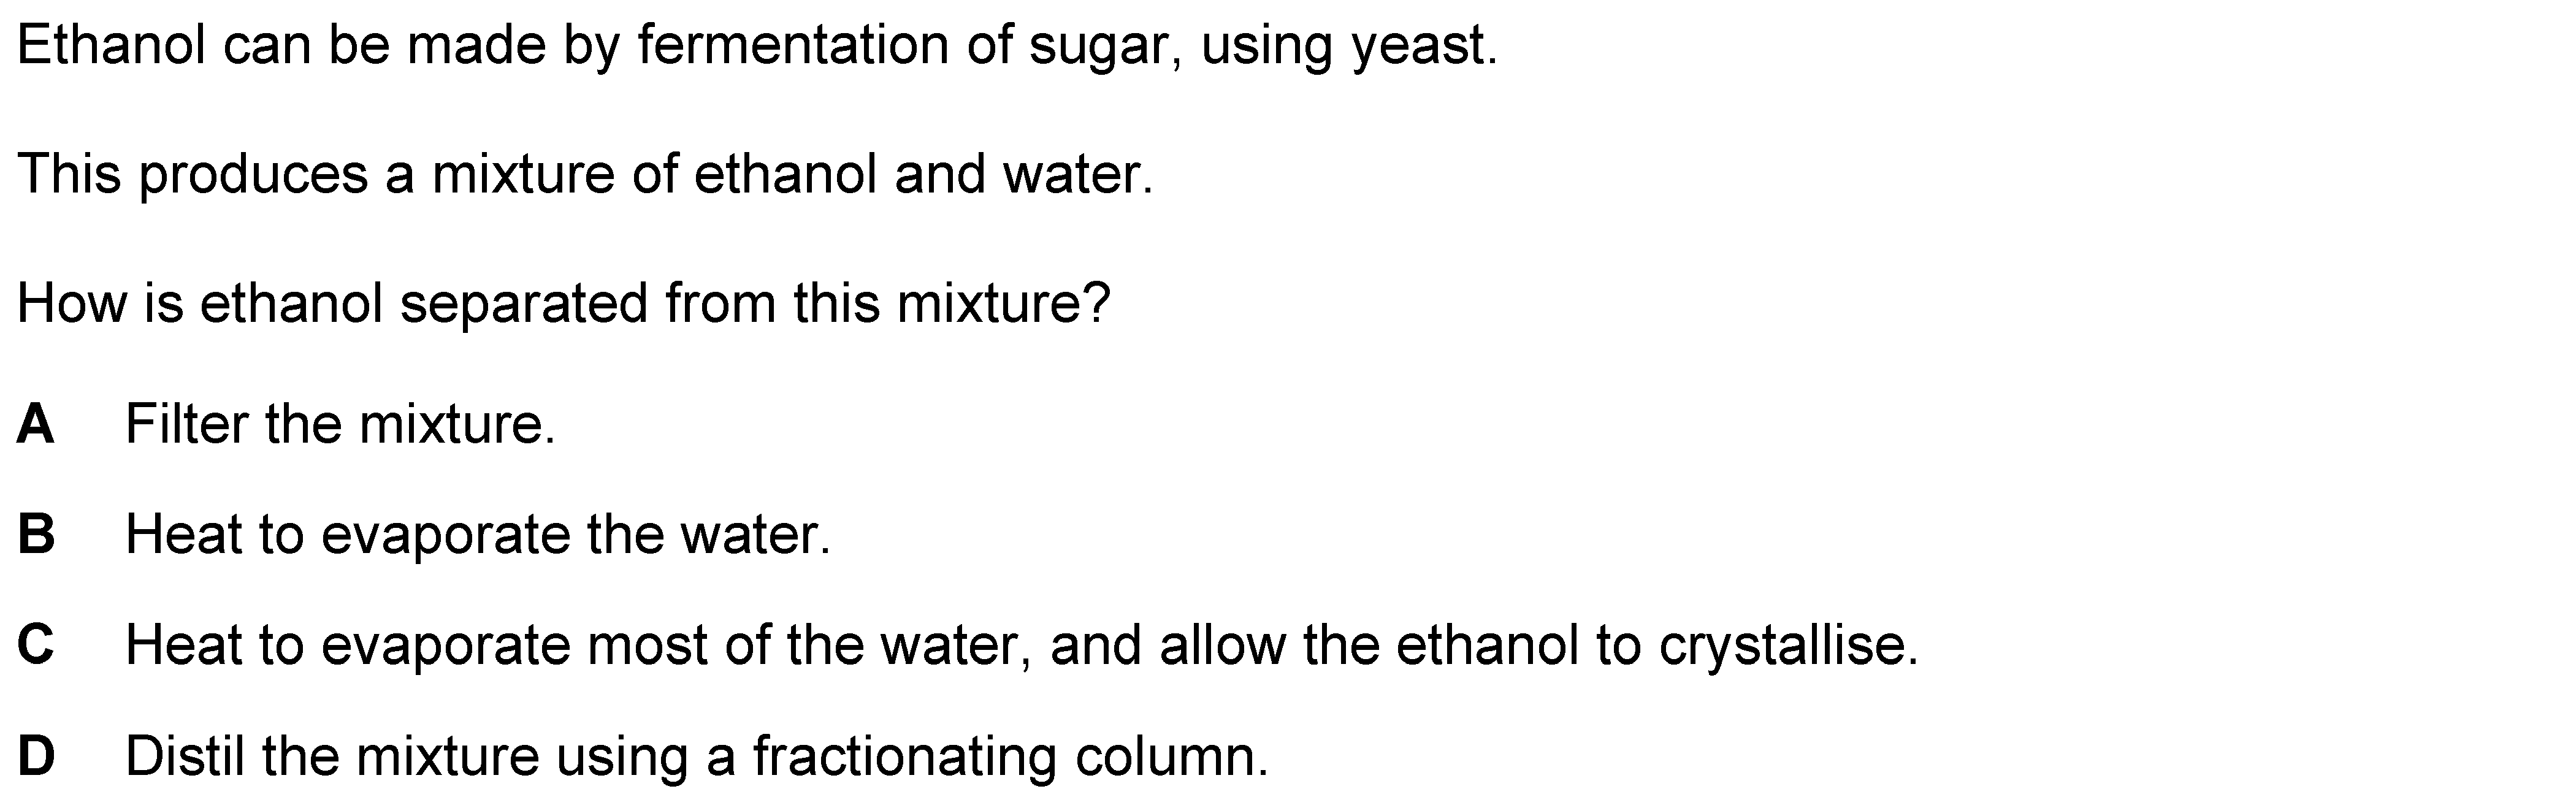 Ethanol can be made by fermentation of sugar, using yeast.
This produces a mixture of ethanol and water.
How is ethanol separated from this mixture?
A Filter the mixture.
B Heat to evaporate the water.
C Heat to evaporate most of the water, and allow the ethanol to crystallise.
D Distil the mixture using a fractionating column.